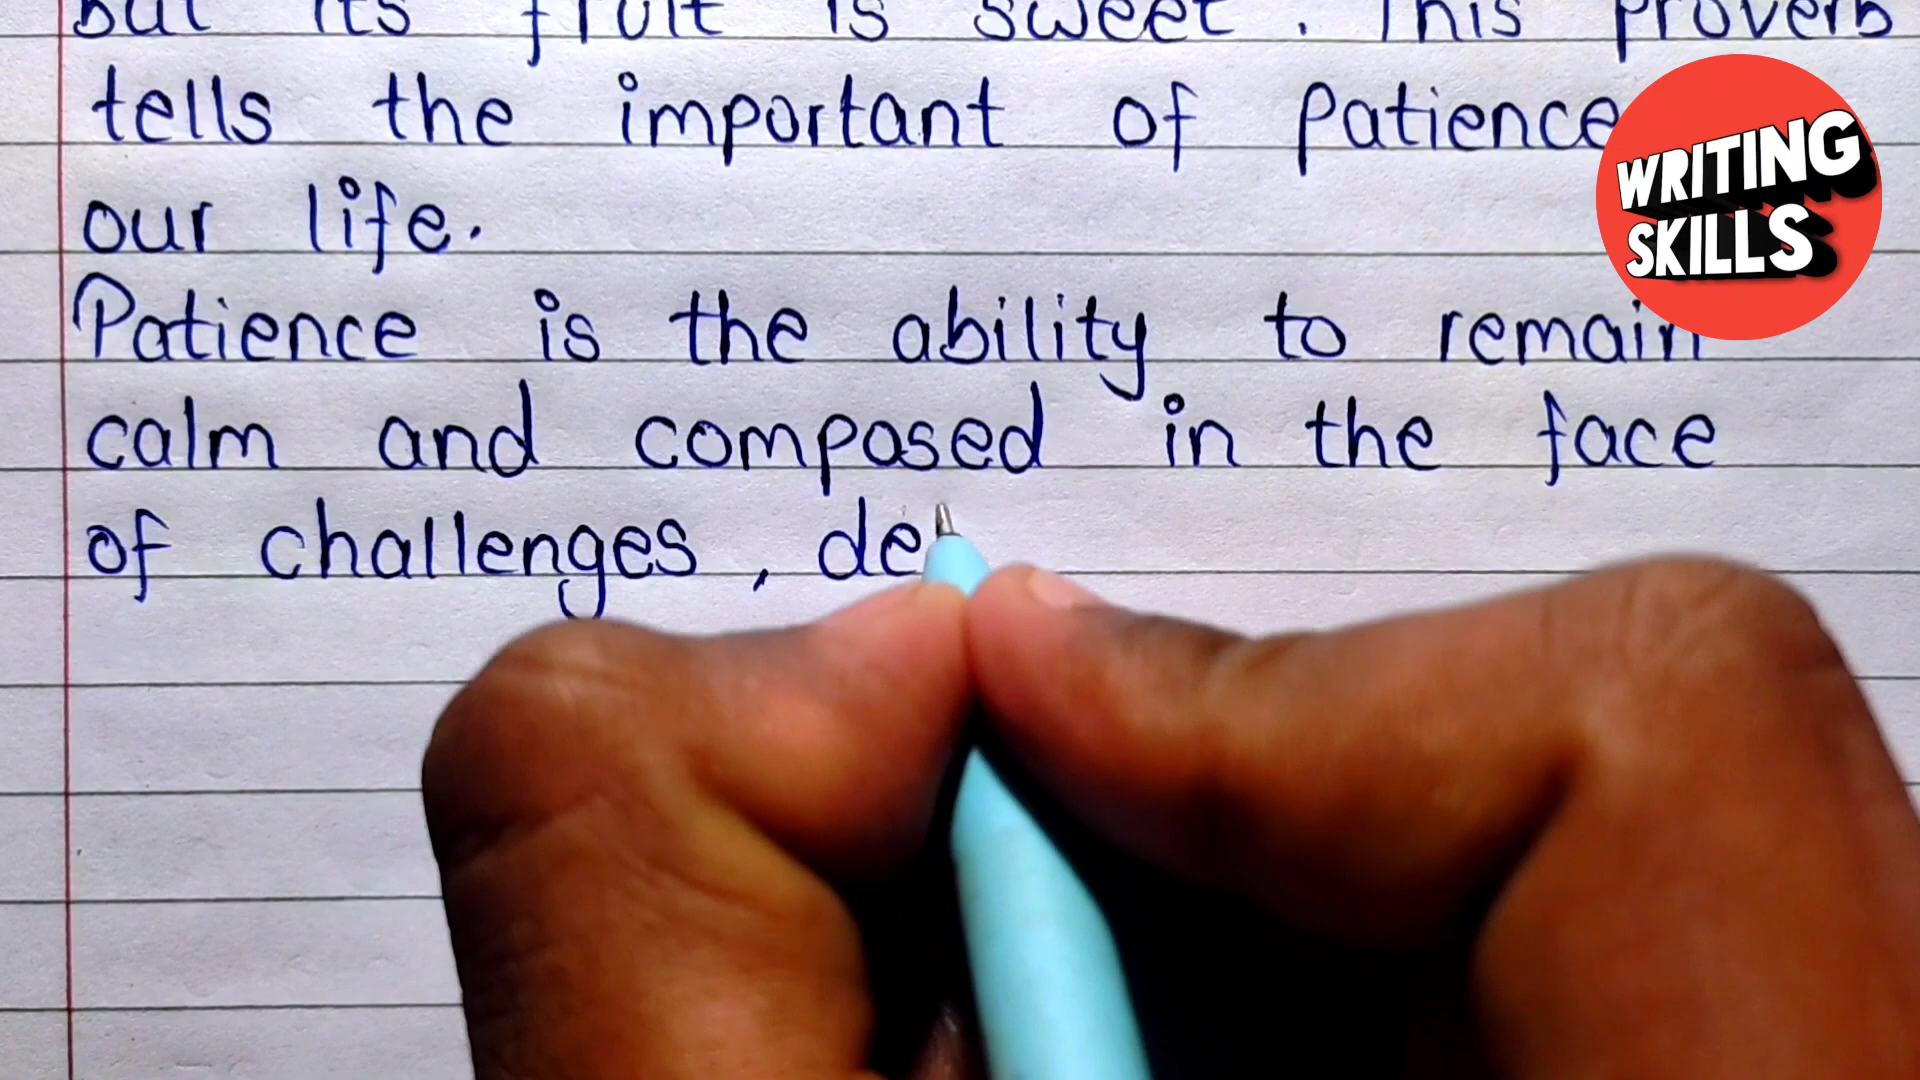 but its fruit is sweet. This proverb
tells the important of patience
our life.
Patience is the ability to remain
calm and composed in the face
of challenges, de
WRITING
SKILLS